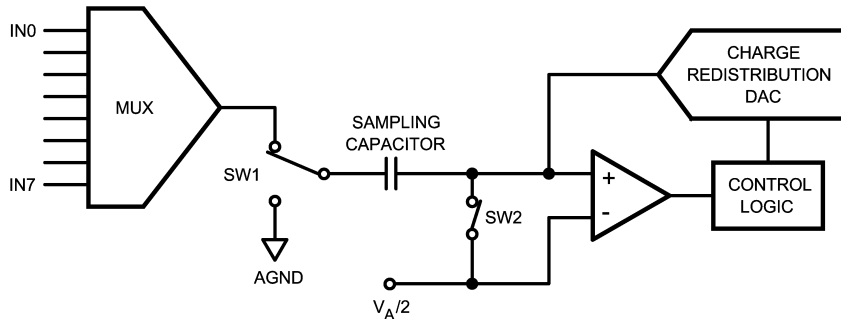 IN0
MUX
IN7
SW1
AGND
SAMPLING
CAPACITOR
SW2
VA/2
+
-
CHARGE
REDISTRIBUTION
DAC
CONTROL
LOGIC